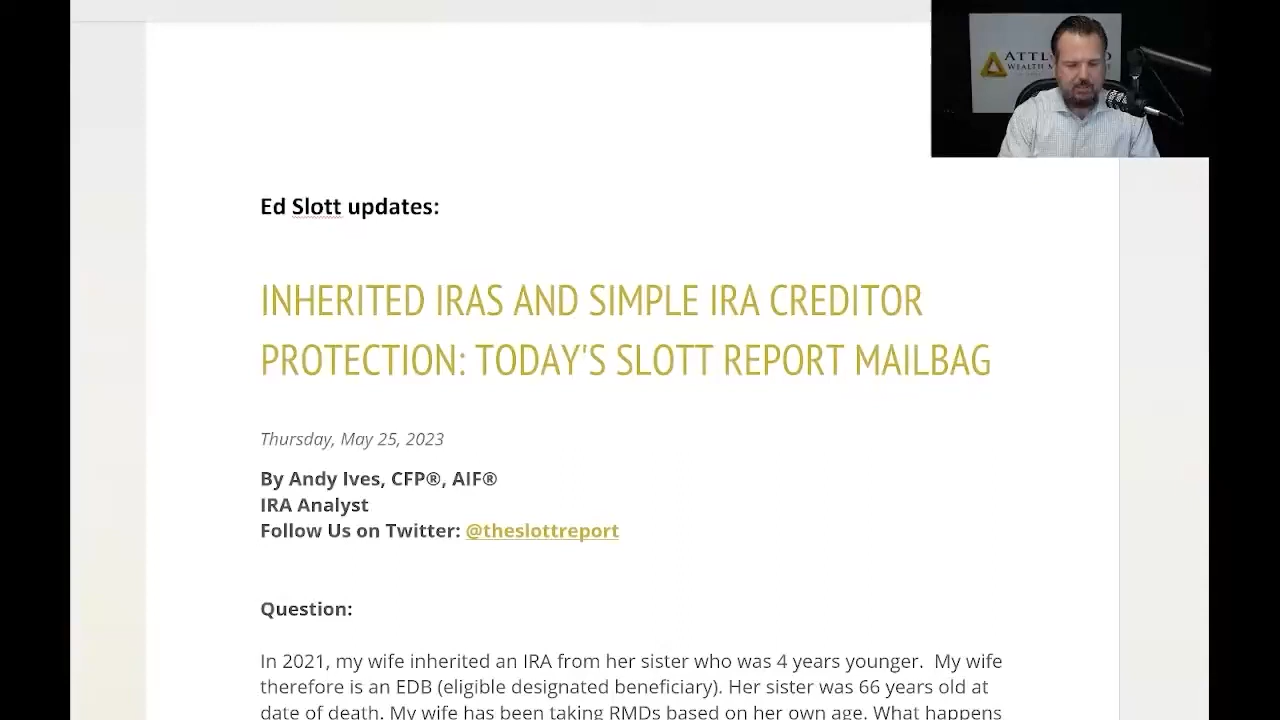 Ed Slott updates:
INHERITED IRAS AND SIMPLE IRA CREDITOR
PROTECTION: TODAY'S SLOTT REPORT MAILBAG
Thursday, May 25, 2023
By Andy Ives, CFP®, AIF®
IRA Analyst
Follow Us on Twitter: @theslottreport
Question:
In 2021, my wife inherited an IRA from her sister who was 4 years younger.  My wife
therefore is an EDB (eligible designated beneficiary). Her sister was 66 years old at
date of death. My wife has been taking RMDs based on her own age. What happens